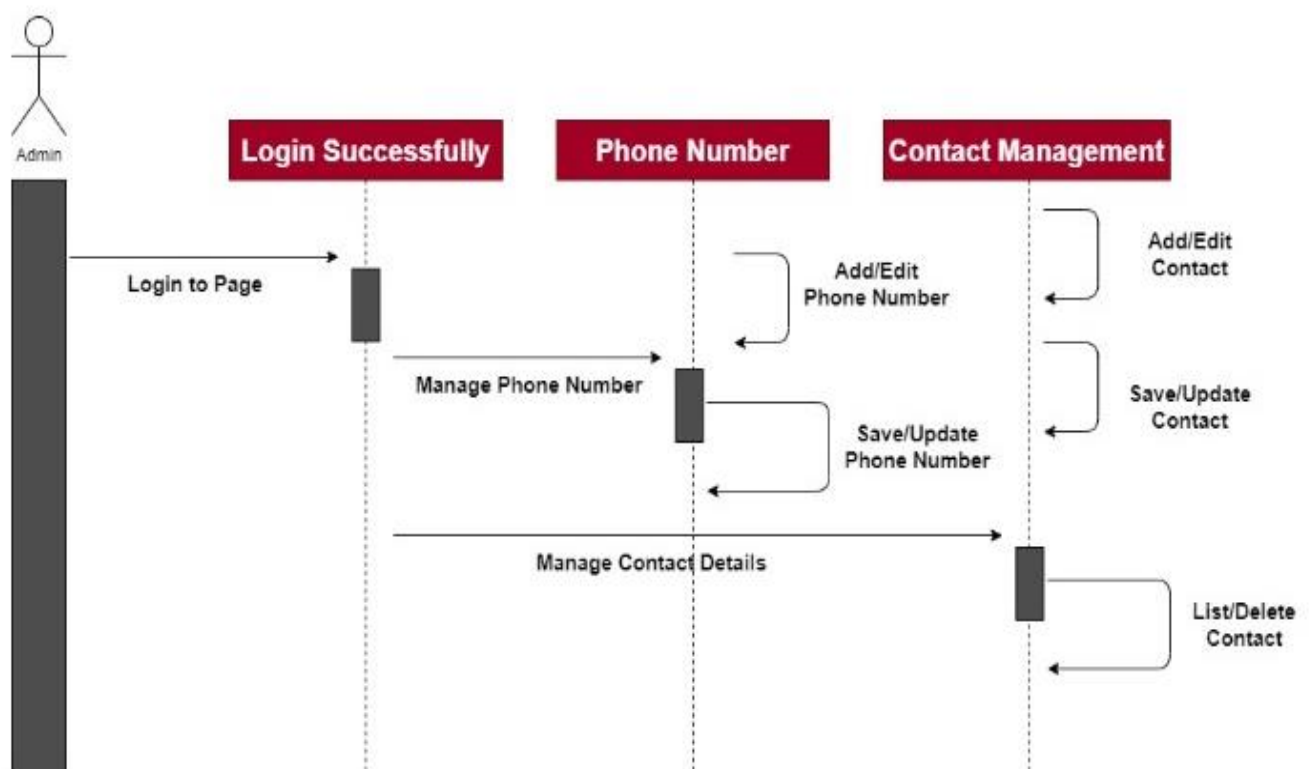 Admin
Login Successfully
Phone Number
Contact Management
Login to Page
Add/Edit
Phone Number
Add/Edit
Contact
Manage Phone Number
Save/Update
Contact
Save/Update
Phone Number
Manage Contact Details
List/Delete
Contact